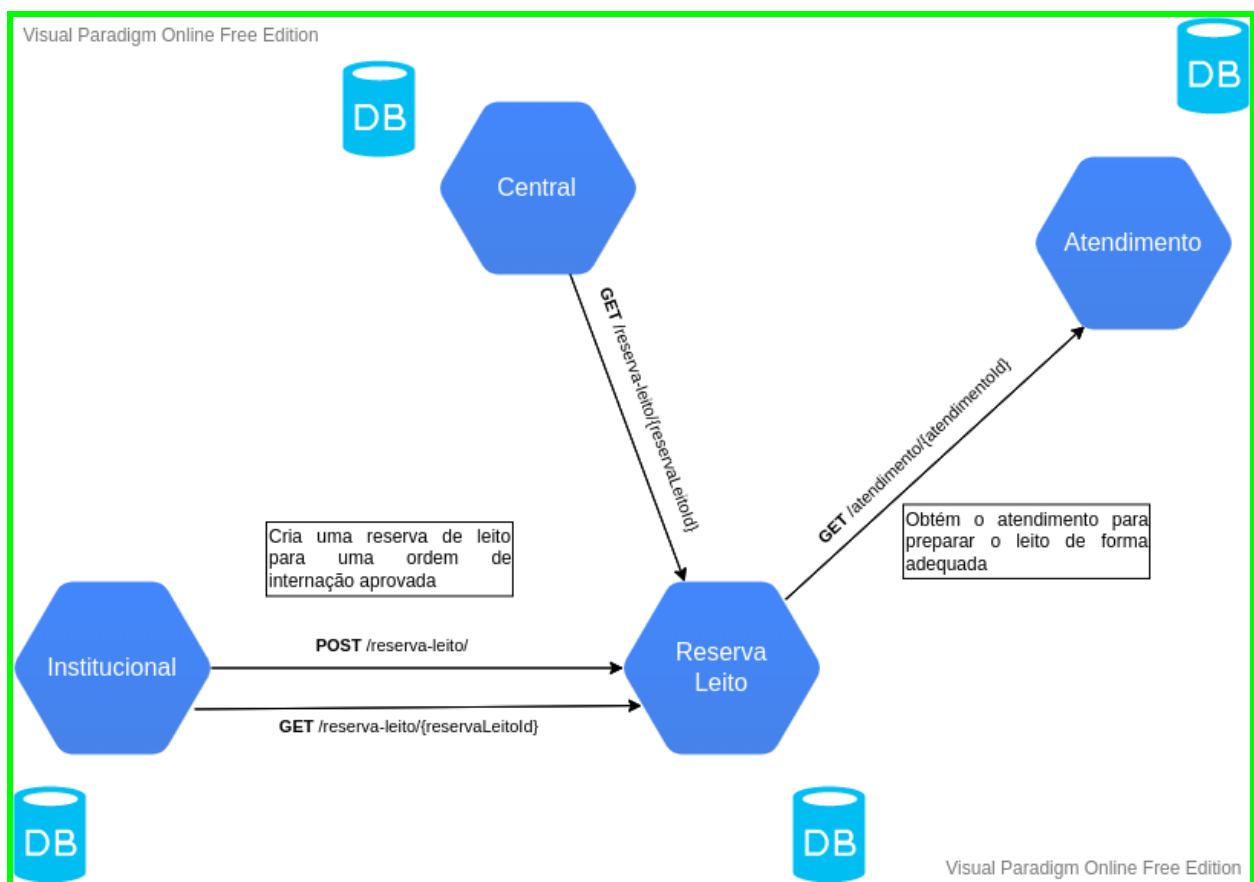 Visual Paradigm Online Free Edition
DB
DB
Central
Atendimento
GET /reserva-leito/{reservaLeitoId}
GET /atendimento/{atendimentoId}
Obtém o atendimento para
preparar o leito de forma
adequada
Cria uma reserva de leito
para uma ordem de
internação aprovada
POST /reserva-leito/
Institucional
Reserva
Leito
GET /reserva-leito/{reservaLeitoId}
DB
DB
Visual Paradigm Online Free Edition